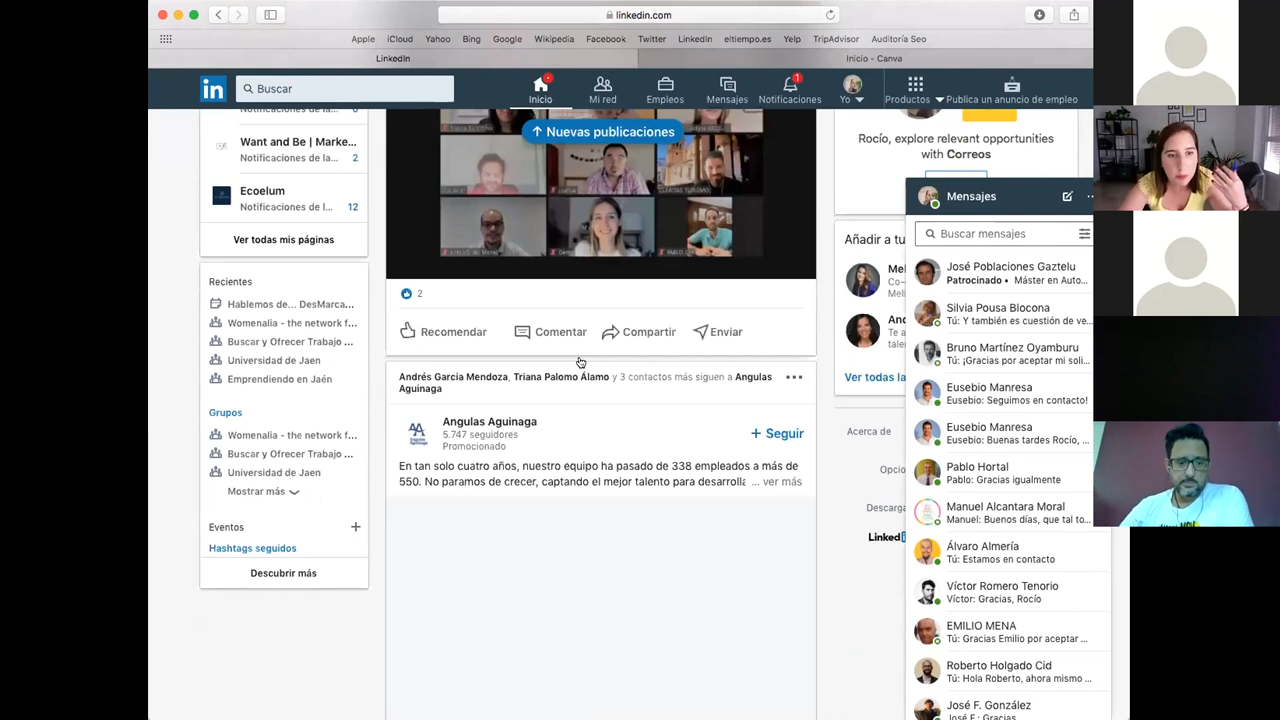 linkedin.com
Apple iCloud Yahoo Bing Google Wikipedia Facebook Twitter LinkedIn eltiempo.es Yelp TripAdvisor Auditoría Seo
LinkedIn
Inicio - Canva
in
Buscar
Inicio
Mi red
Empleos
Mensajes
1
Notificaciones
Yo
Productos
Publica un anuncio de empleo
Notificaciones de la...
Want and Be | Marke...
Notificaciones de la...
2
Ecoelum
Notificaciones de la...
12
Ver todas mis páginas
Recientes
Hablemos de... DesMarca...
Womenalia - the network f...
Buscar y Ofrecer Trabajo ...
Universidad de Jaen
Emprendiendo en Jaén
Grupos
Womenalia - the network f...
Buscar y Ofrecer Trabajo ...
Universidad de Jaen
Mostrar más
Eventos
Hashtags seguidos
Descubrir más
Nuevas publicaciones
2
Recomendar
Comentar
Compartir
Enviar
Andrés Garcia Mendoza, Triana Palomo Álamo y 3 contactos más siguen a Angulas
Aguinaga
Angulas Aguinaga
5.747 seguidores
Promocionado
+ Seguir
En tan solo cuatro años, nuestro equipo ha pasado de 338 empleados a más de
550. No paramos de crecer, captando el mejor talento para desarrolla ... ver más
Rocío, explore relevant opportunities
with Correos
Añadir a tu
Ver todas la
Acerca de
Linked
Mensajes
Buscar mensajes
José Poblaciones Gaztelu
Patrocinado • Máster en Auto...
Silvia Pousa Blocona
Tú: Y también es cuestión de ve...
Bruno Martínez Oyamburu
Tú: ¡Gracias por aceptar mi soli...
Eusebio Manresa
Eusebio: Seguimos en contacto!
Eusebio Manresa
Eusebio: Buenas tardes Rocío, ...
Pablo Hortal
Pablo: Gracias igualmente
Manuel Alcantara Moral
Manuel: Buenos días, que tal to...
Álvaro Almería
Tú: Estamos en contacto
Víctor Romero Tenorio
Víctor: Gracias, Rocío
EMILIO MENA
Tú: Gracias Emilio por aceptar ...
Roberto Holgado Cid
Tú: Hola Roberto, ahora mismo ...
José F. González
José F.: Gracias